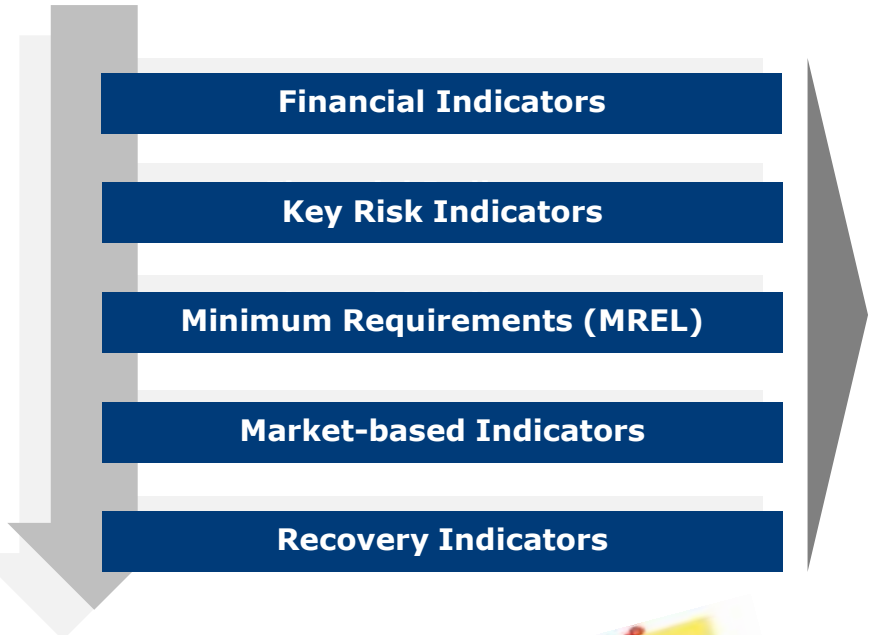 Financial Indicators
Key Risk Indicators
Minimum Requirements (MREL)
Market-based Indicators
Recovery Indicators